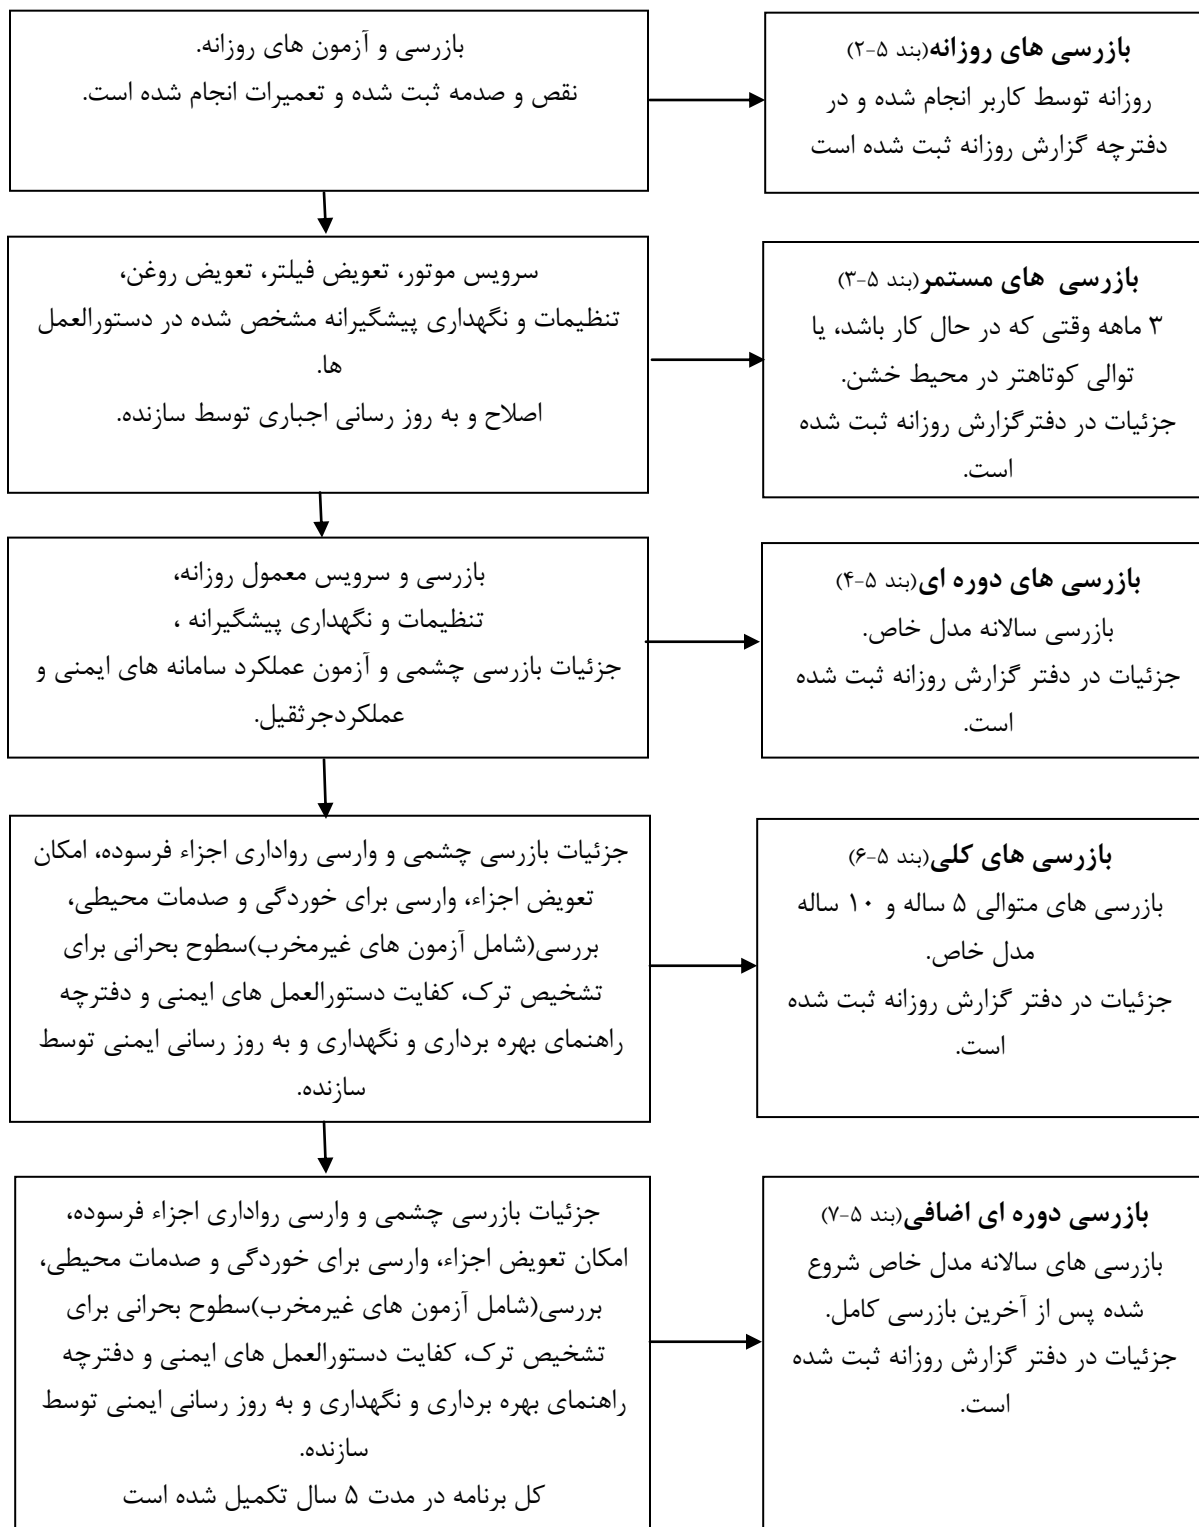 بازرسی های روزانه(بند ۵-۲)
روزانه توسط کاربر انجام شده و در
دفترچه گزارش روزانه ثبت شده است
بازرسی و آزمون های روزانه.
نقص و صدمه ثبت شده و تعمیرات انجام شده است.
بازرسی های مستمر(بند ۵-۳)
۳ ماهه وقتی که در حال کار باشد، یا
توالی کوتاهتر در محیط خشن.
جزئیات در دفترگزارش روزانه ثبت شده
است.
سرویس موتور، تعویض فیلتر، تعویض روغن،
تنظیمات و نگهداری پیشگیرانه مشخص شده در دستورالعمل
ها.
اصلاح و به روز رسانی اجباری توسط سازنده.
بازرسی های دوره ای(بند ۵-۴)
بازرسی سالانه مدل خاص.
جزئیات در دفتر گزارش روزانه ثبت شده
است.
بازرسی و سرویس معمول روزانه،
تنظیمات و نگهداری پیشگیرانه ،
جزئیات بازرسی چشمی و آزمون عملکرد سامانه های ایمنی و
عملکردجرثقیل.
بازرسی های کلی(بند ۵-۶)
بازرسی های متوالی ۵ ساله و ۱۰ ساله
مدل خاص.
جزئیات در دفتر گزارش روزانه ثبت شده
است.
جزئیات بازرسی چشمی و وارسی رواداری اجزاء فرسوده، امکان
تعویض اجزاء، وارسی برای خوردگی و صدمات محیطی،
بررسی(شامل آزمون های غیرمخرب)سطوح بحرانی برای
تشخیص ترک، کفایت دستورالعمل های ایمنی و دفترچه
راهنمای بهره برداری و نگهداری و به روز رسانی ایمنی توسط
سازنده.
بازرسی دوره ای اضافی(بند ۵-۷)
بازرسی های سالانه مدل خاص شروع
شده پس از آخرین بازرسی کامل.
جزئیات در دفتر گزارش روزانه ثبت شده
است.
جزئیات بازرسی چشمی و وارسی رواداری اجزاء فرسوده،
امکان تعویض اجزاء، وارسی برای خوردگی و صدمات محیطی،
بررسی(شامل آزمون های غیرمخرب)سطوح بحرانی برای
تشخیص ترک، کفایت دستورالعمل های ایمنی و دفترچه
راهنمای بهره برداری و نگهداری و به روز رسانی ایمنی توسط
سازنده.
کل برنامه در مدت ۵ سال تکمیل شده است